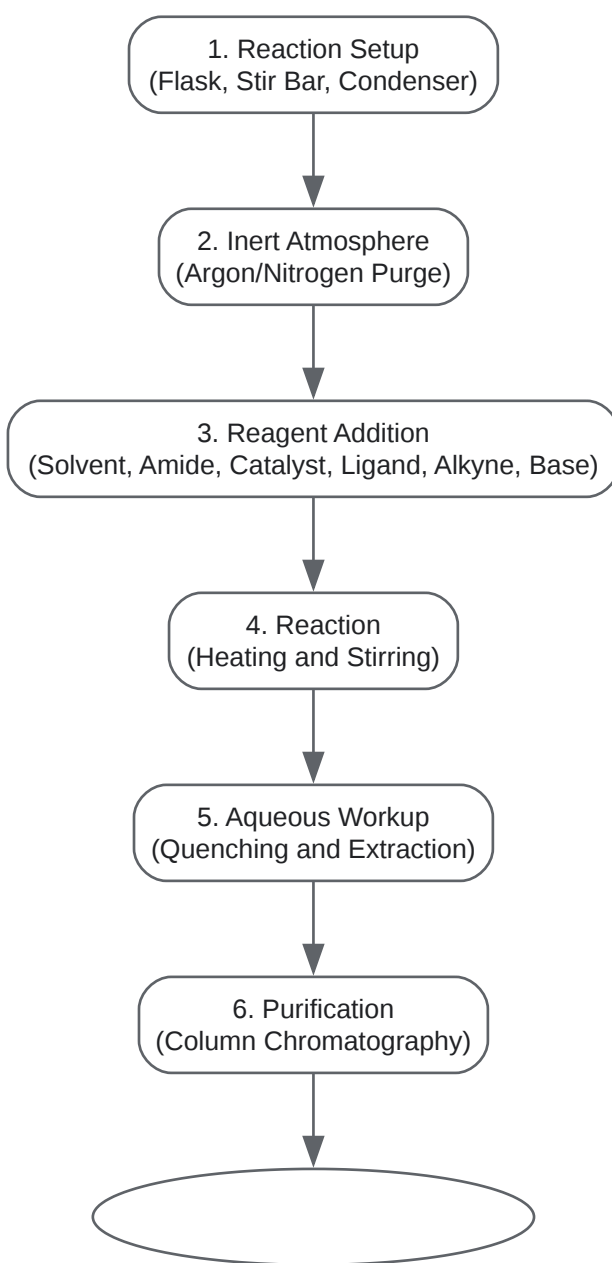 1. Reaction Setup
(Flask, Stir Bar, Condenser)
2. Inert Atmosphere
(Argon/Nitrogen Purge)
3. Reagent Addition
(Solvent, Amide, Catalyst, Ligand, Alkyne, Base)
4. Reaction
(Heating and Stirring)
5. Aqueous Workup
(Quenching and Extraction)
6. Purification
(Column Chromatography)